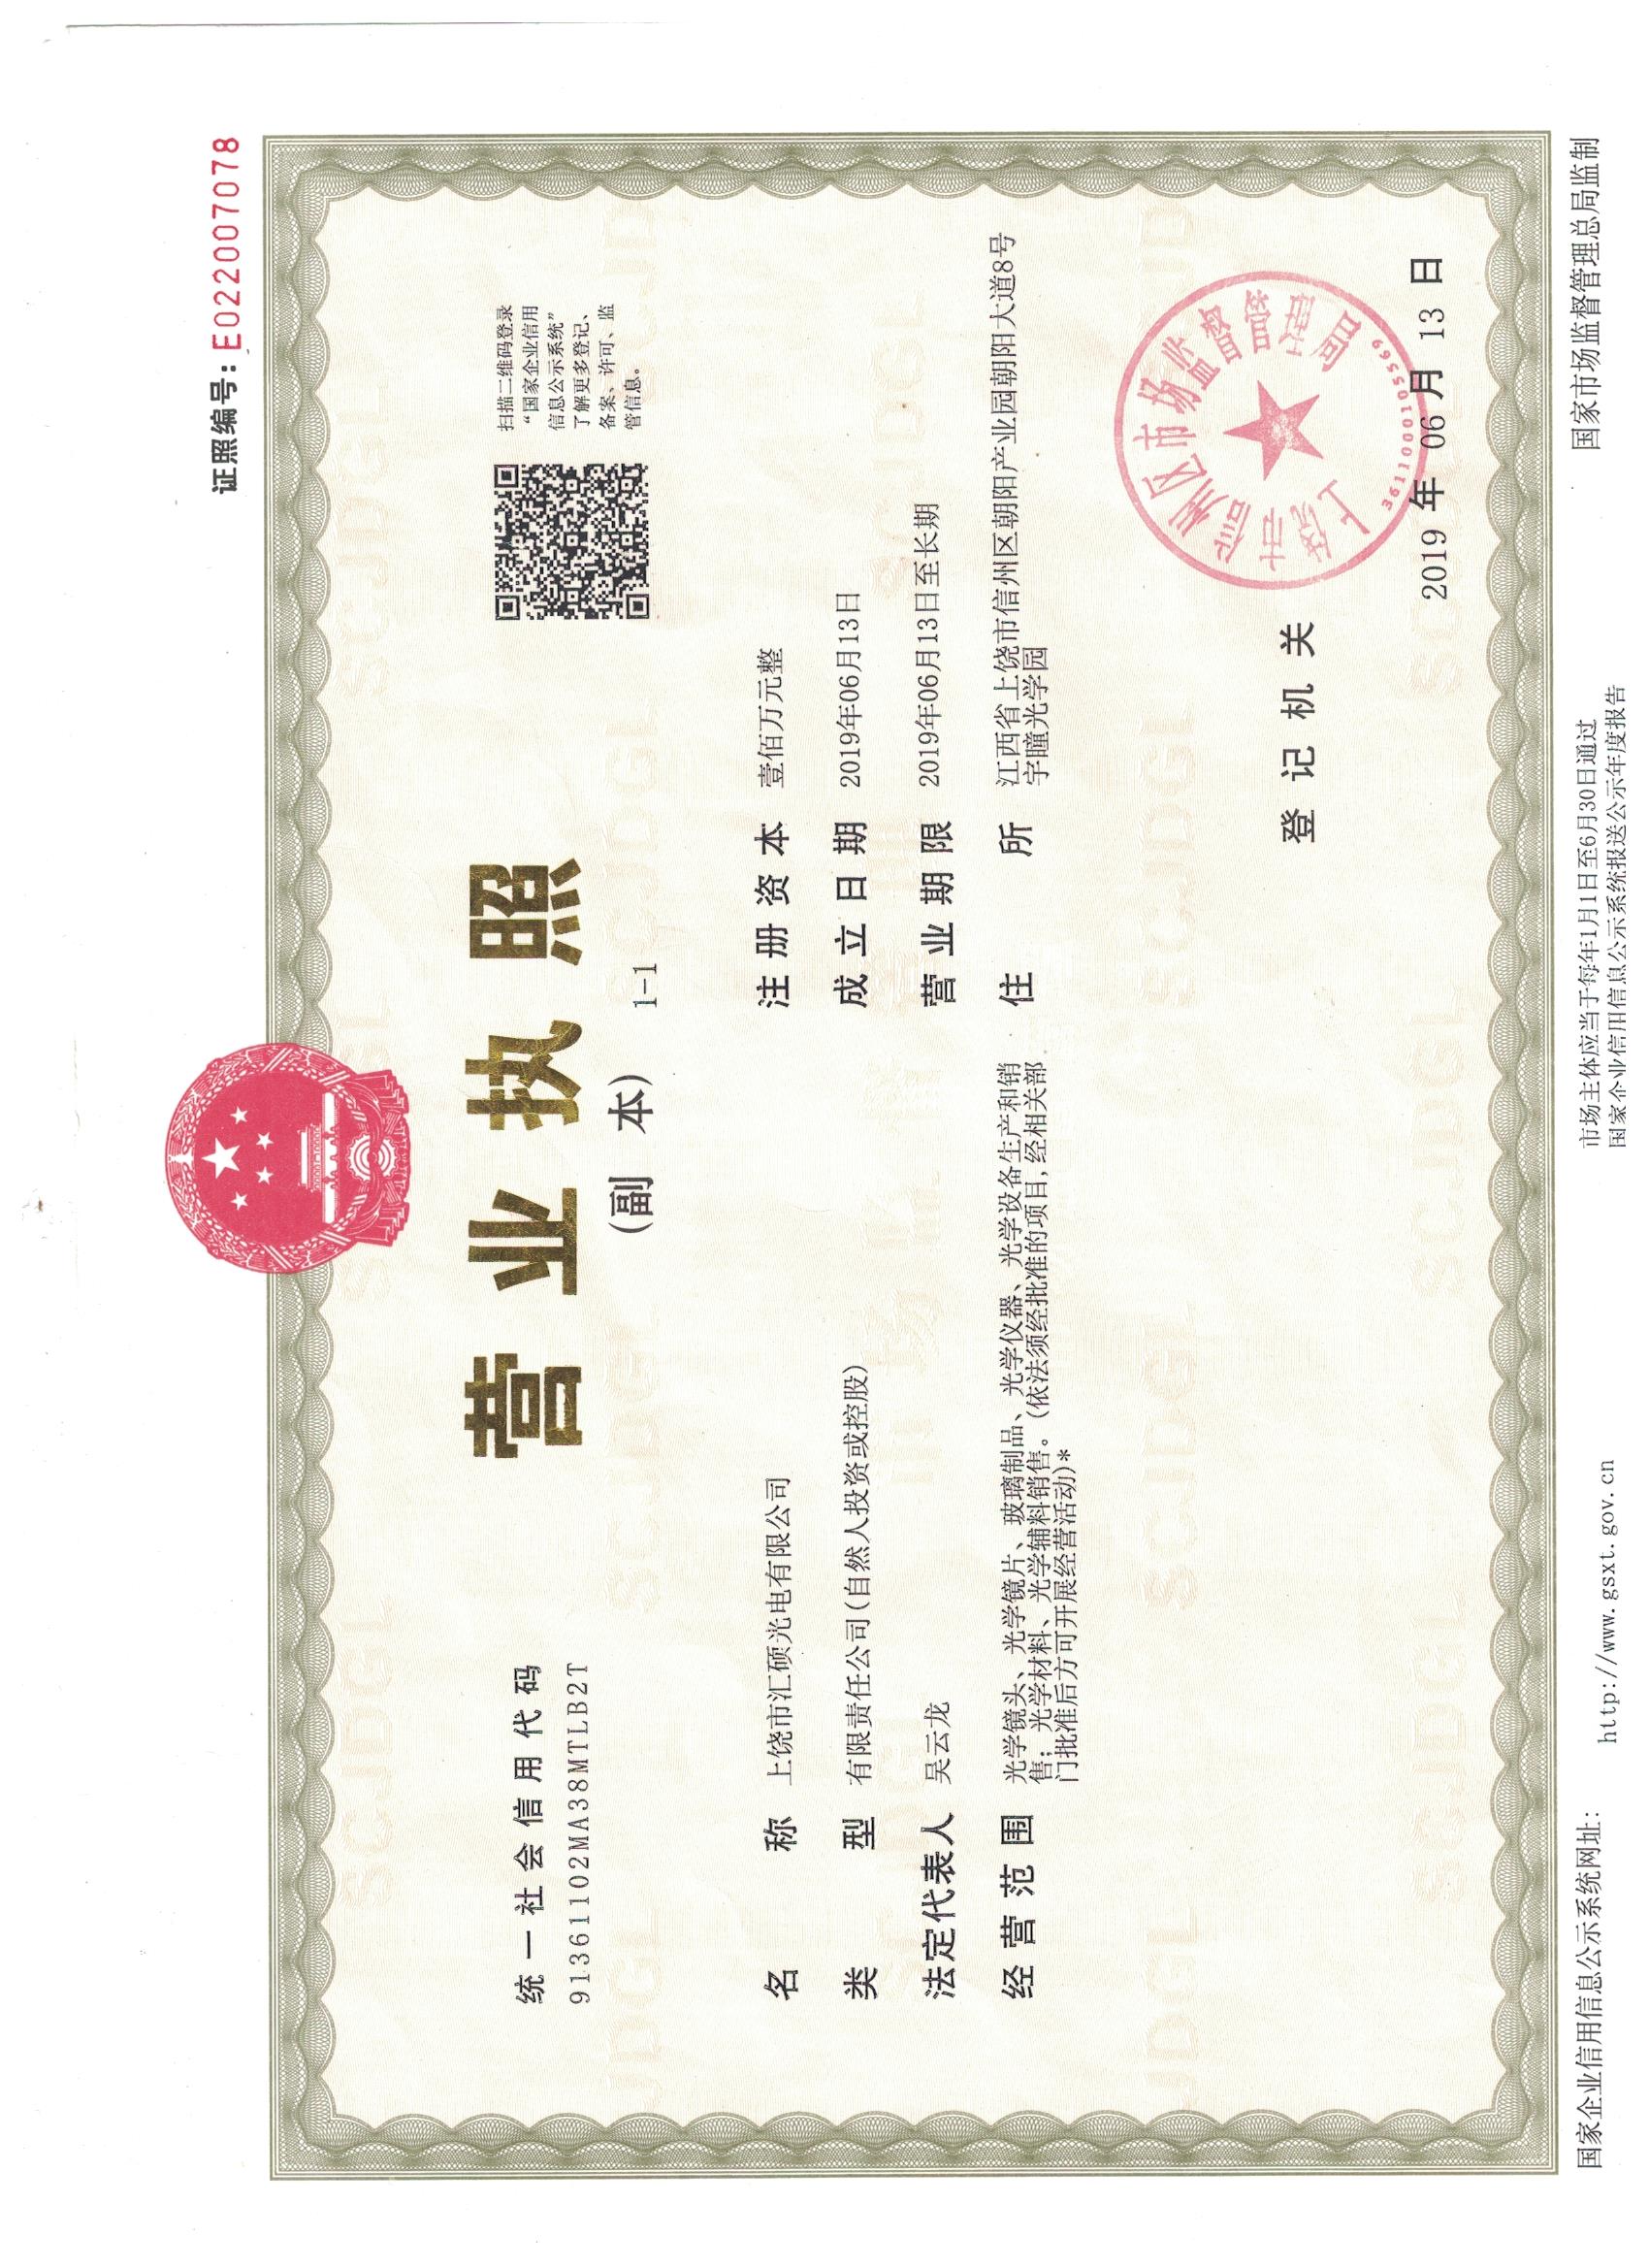 证照编号: E022007078
统一社会信用代码
91361102MA38MTLB2T
营业执照
(副 本) 1-1
扫描二维码登录
“国家企业信用
信息公示系统”
了解更多登记、
备案、许可、监
管信息。
名 称 上饶市汇硕光电有限公司
类 型 有限责任公司(自然人投资或控股)
法定代表人 吴云龙
经营范围 光学镜头、光学镜片、玻璃制品、光学仪器、光学设备生产和销
售; 光学材料、光学辅料销售。(依法须经批准的项目,经相关部
门批准后方可开展经营活动)*
注册资本 壹佰万元整
成立日期 2019年06月13日
营业期限 2019年06月13日至长期
住 所 江西省上饶市信州区朝阳产业园朝阳大道8号
宇瞳光学园
登记机关
上饶市信州区市场监督管理局
3611000105569
2019 年 06 月 13 日
国家企业信用信息公示系统网址:
http://www.gsxt.gov.cn
市场主体应当于每年1月1日至6月30日通过
国家企业信用信息公示系统报送公示年度报告
国家市场监督管理总局监制
SCJDGL
市场监督管理